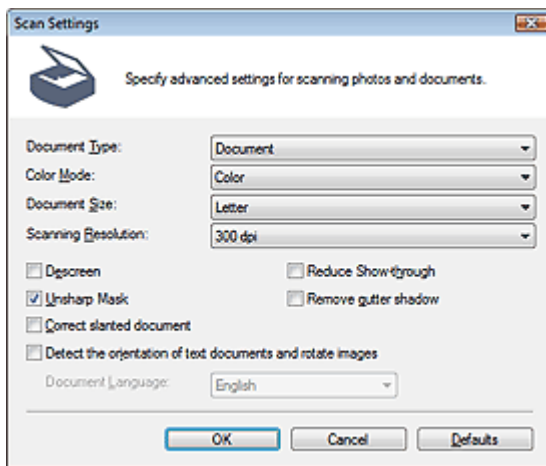 Scan Settings
Specify advanced settings for scanning photos and documents.
Document Type: Document
Color Mode: Color
Document Size: Letter
Scanning Resolution: 300 dpi
Descreen Reduce Show-through
Unsharp Mask Remove gutter shadow
Correct slanted document
Detect the orientation of text documents and rotate images
Document Language: English
OK Cancel Defaults